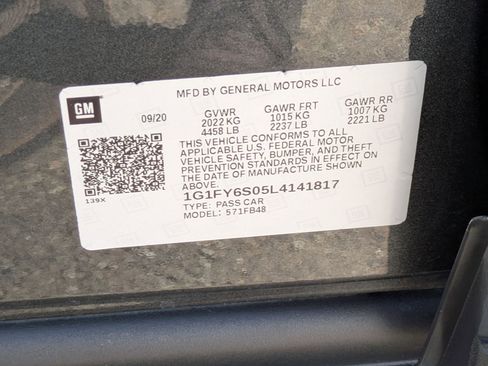 MFD BY GENERAL MOTORS LLC
GM
09/20 GVWR GAWR FRT GAWR RR
2022 KG 1015 KG 1007 KG
4458 LB 2237 LB 2221 LB
THIS VEHICLE CONFORMS TO ALL
APPLICABLE U.S. FEDERAL MOTOR
VEHICLE SAFETY, BUMPER, AND THEFT
PREVENTION STANDARDS IN EFFECT ON
THE DATE OF MANUFACTURE SHOWN
ABOVE.
1G1FY6S05L4141817
139X TYPE: PASS CAR
MODEL: 571FB48